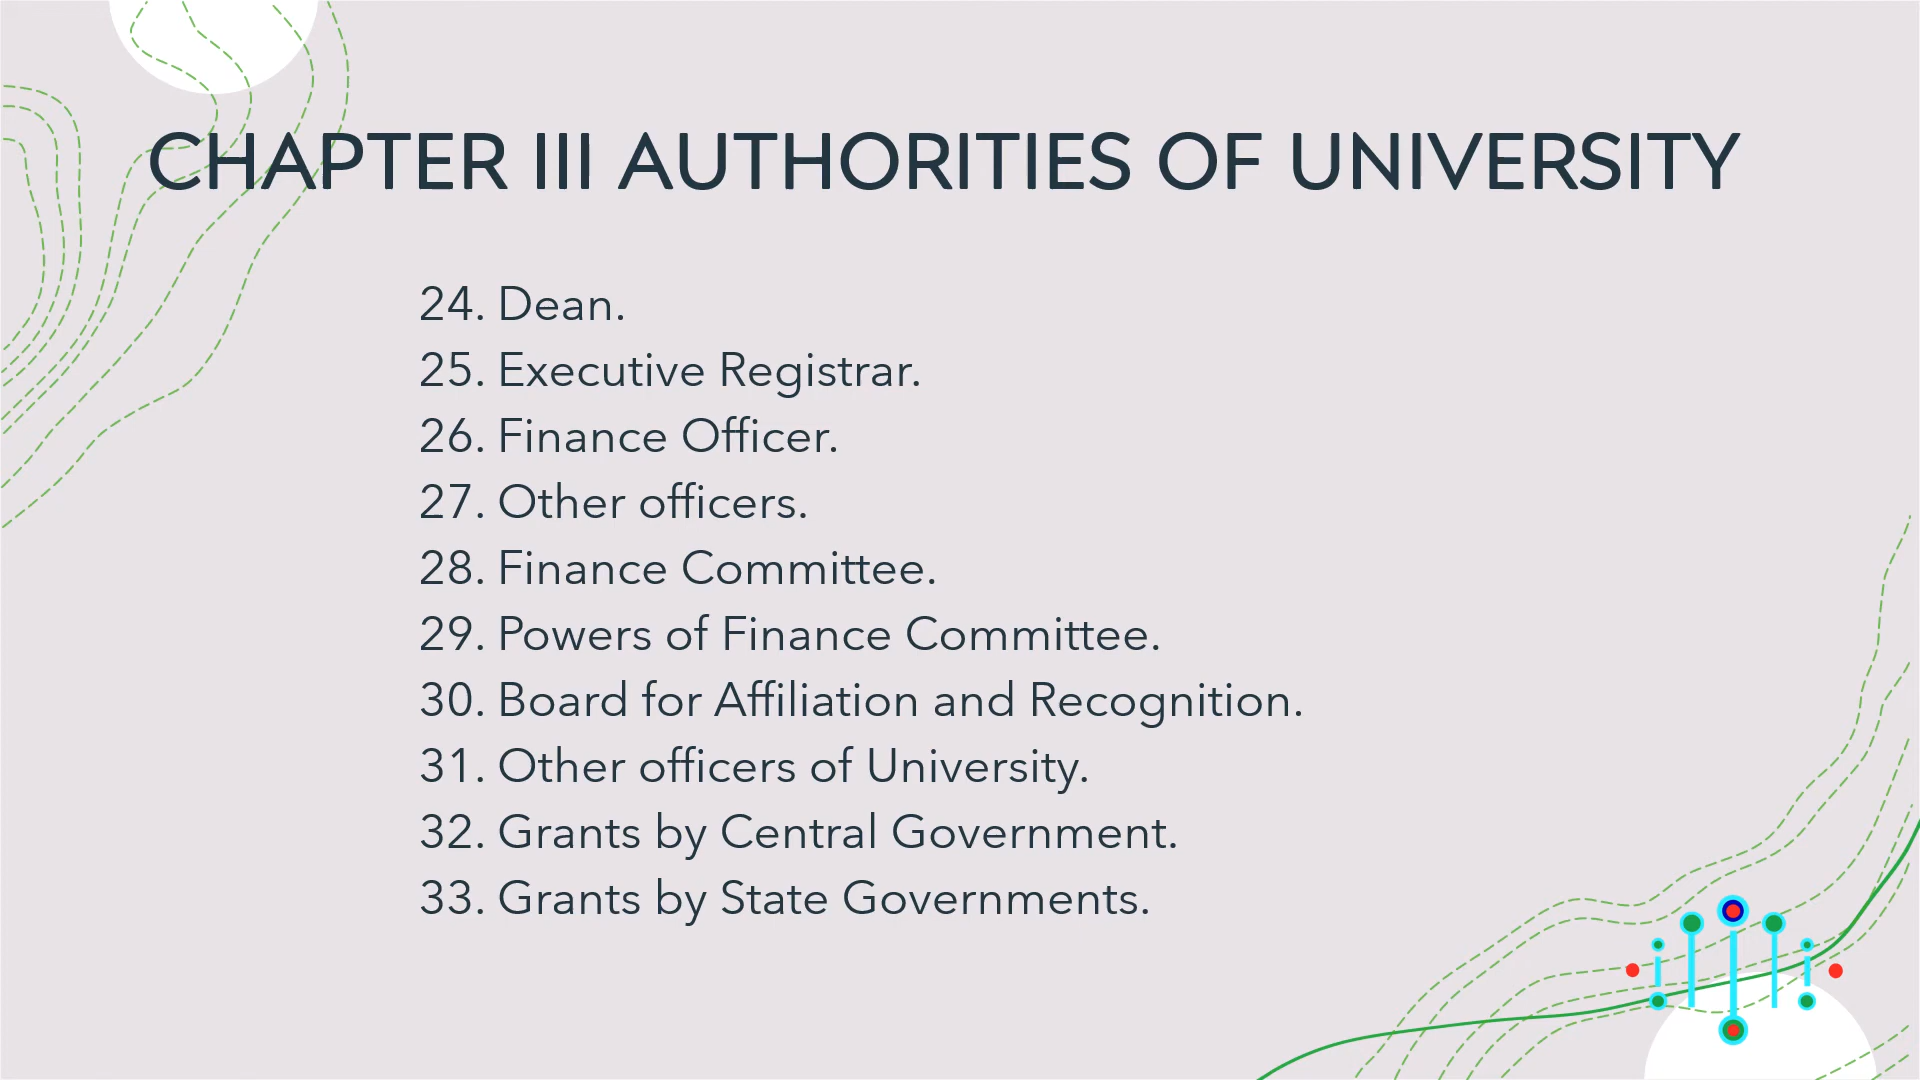 CHAPTER III AUTHORITIES OF UNIVERSITY
24. Dean.
25. Executive Registrar.
26. Finance Officer.
27. Other officers.
28. Finance Committee.
29. Powers of Finance Committee.
30. Board for Affiliation and Recognition.
31. Other officers of University.
32. Grants by Central Government.
33. Grants by State Governments.